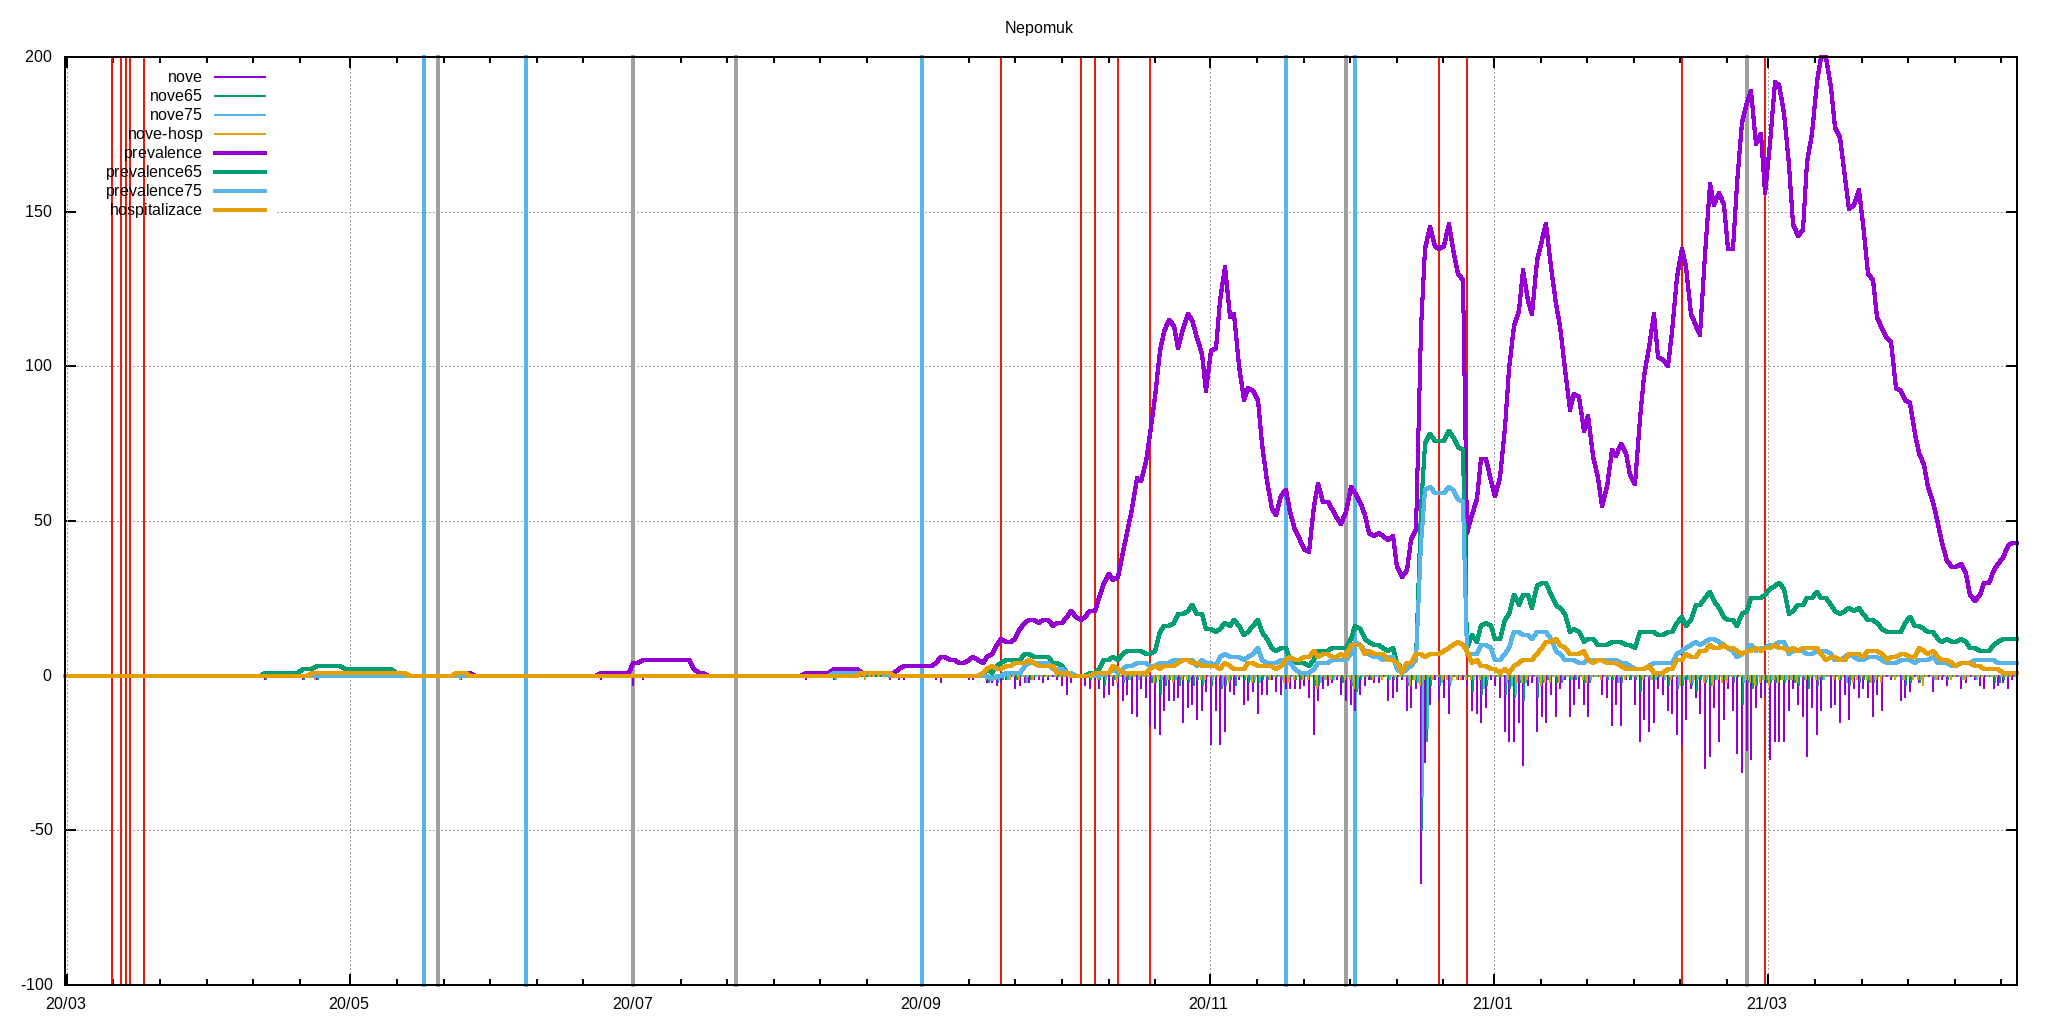 Nepomuk
200
150
100
50
0
-50
-100
nove
nove65
nove75
nove-hosp
prevalence
prevalence65
prevalence75
hospitalizace
20/03
20/05
20/07
20/09
20/11
21/01
21/03